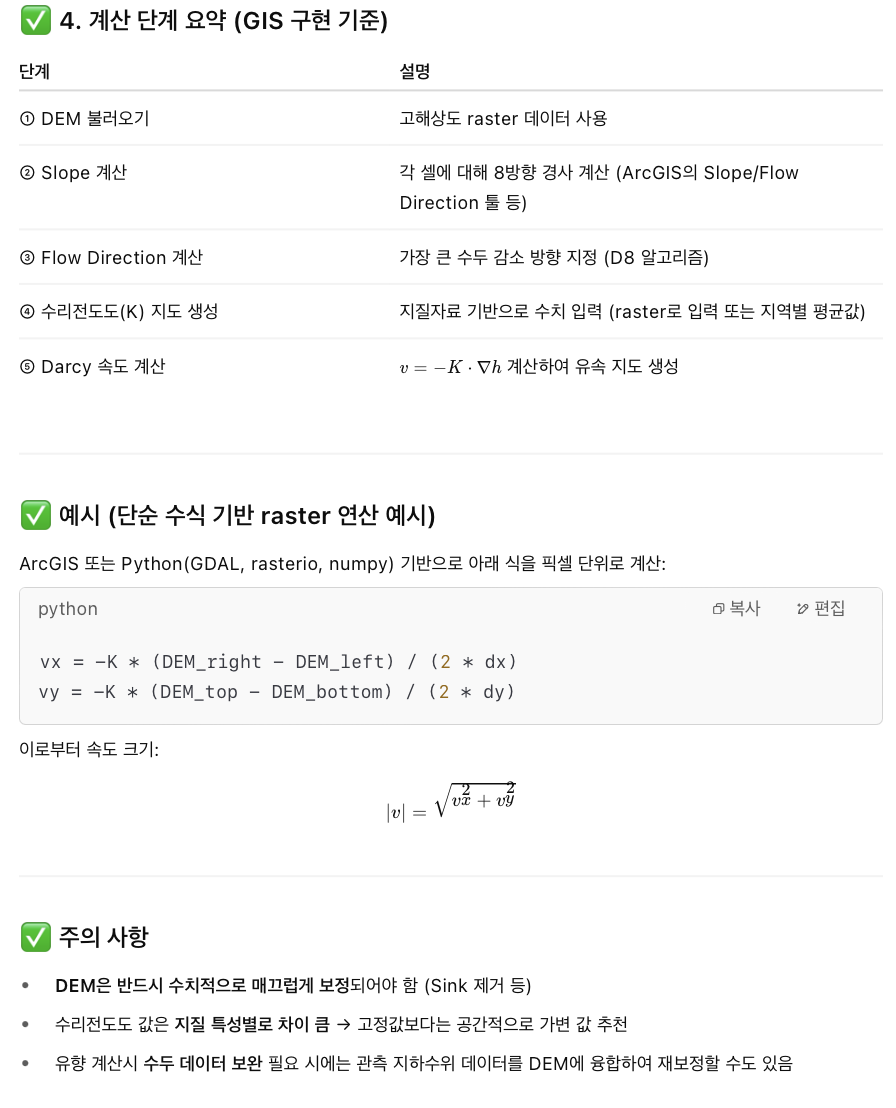 ✅ 4. 계산 단계 요약 (GIS 구현 기준)
단계 설명
① DEM 불러오기 고해상도 raster 데이터 사용
② Slope 계산 각 셀에 대해 8방향 경사 계산 (ArcGIS의 Slope/Flow
Direction 툴 등)
③ Flow Direction 계산 가장 큰 수두 감소 방향 지정 (D8 알고리즘)
④ 수리전도도(K) 지도 생성 지질자료 기반으로 수치 입력 (raster로 입력 또는 지역별 평균값)
⑤ Darcy 속도 계산 v = −K · ∇h 계산하여 유속 지도 생성
✅ 예시 (단순 수식 기반 raster 연산 예시)
ArcGIS 또는 Python(GDAL, rasterio, numpy) 기반으로 아래 식을 픽셀 단위로 계산:
python 복사 편집
vx = -K * (DEM_right - DEM_left) / (2 * dx)
vy = -K * (DEM_top - DEM_bottom) / (2 * dy)
이로부터 속도 크기:
|v| = √(v_x^2 + v_y^2)
✅ 주의 사항
• DEM은 반드시 수치적으로 매끄럽게 보정되어야 함 (Sink 제거 등)
• 수리전도도 값은 지질 특성별로 차이 큼 → 고정값보다는 공간적으로 가변 값 추천
• 유향 계산시 수두 데이터 보완 필요 시에는 관측 지하수위 데이터를 DEM에 융합하여 재보정할 수도 있음